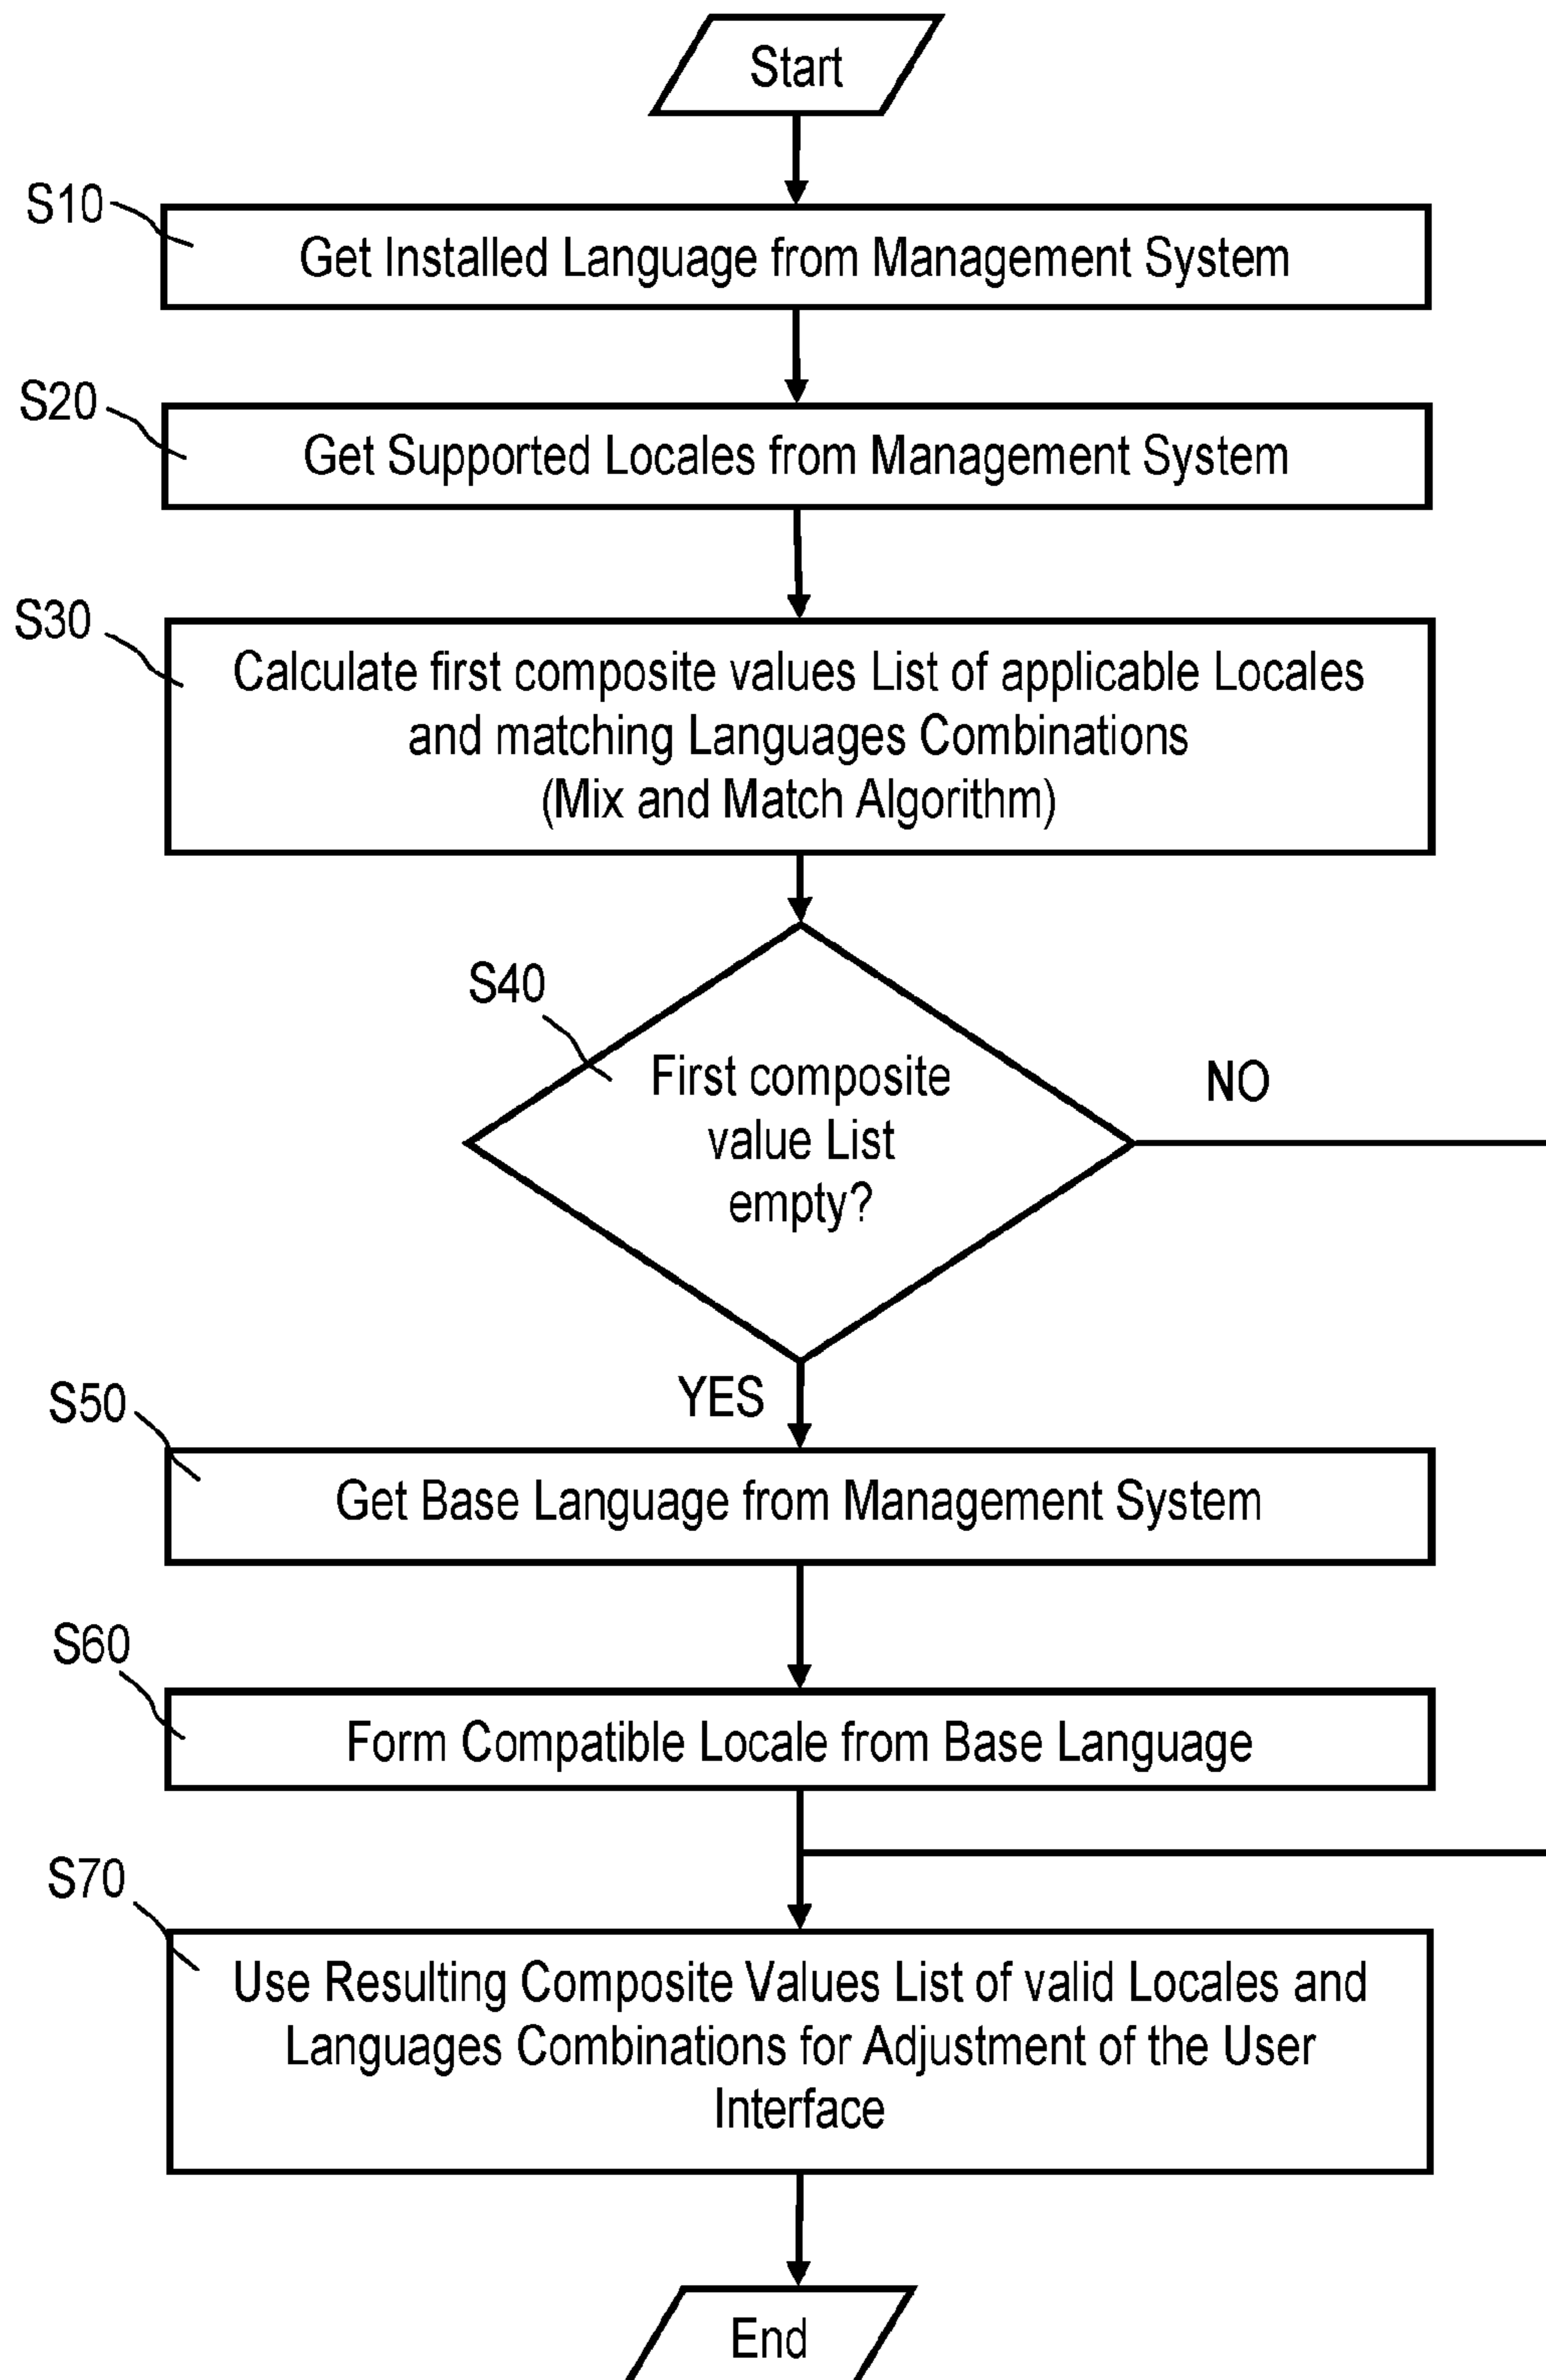 Start
S10
Get Installed Language from Management System
S20
Get Supported Locales from Management System
S30
Calculate first composite values List of applicable Locales
and matching Languages Combinations
(Mix and Match Algorithm)
S40
First composite
value List
empty?
NO
YES
S50
Get Base Language from Management System
S60
Form Compatible Locale from Base Language
S70
Use Resulting Composite Values List of valid Locales and
Languages Combinations for Adjustment of the User
Interface
End